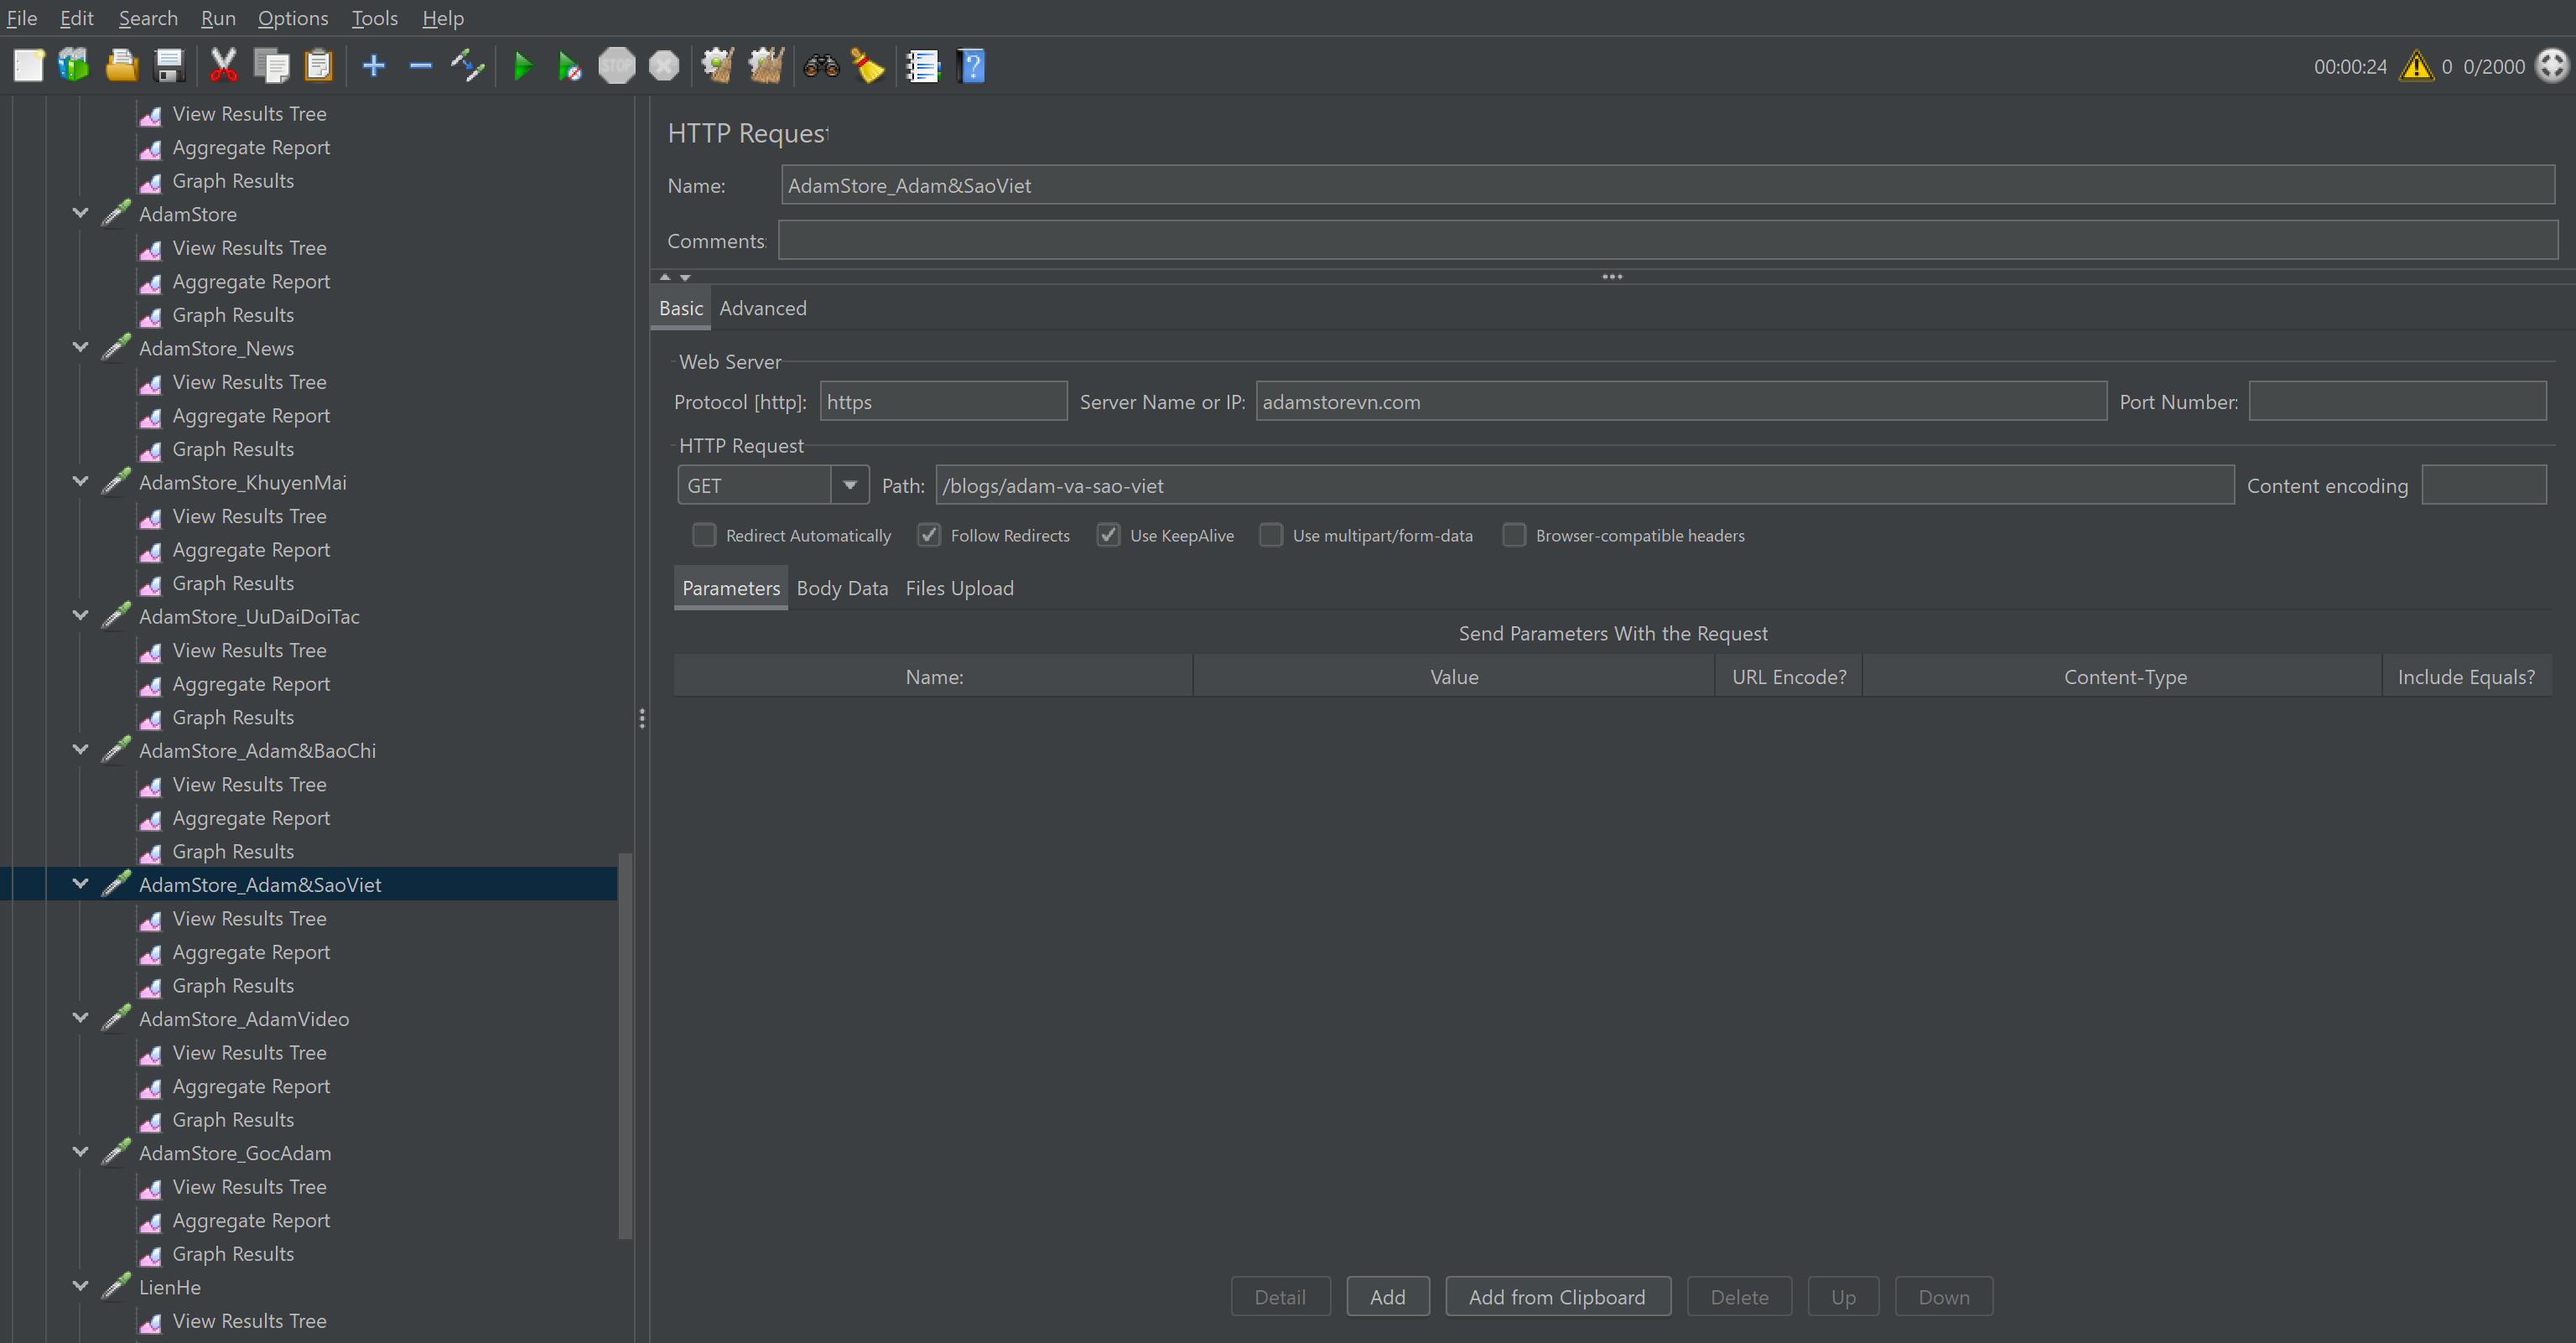 File Edit Search Run Options Tools Help
STOP
00:00:24 0 0/2000
View Results Tree
Aggregate Report
Graph Results
AdamStore
View Results Tree
Aggregate Report
Graph Results
AdamStore_News
View Results Tree
Aggregate Report
Graph Results
AdamStore_KhuyenMai
View Results Tree
Aggregate Report
Graph Results
AdamStore_UuDaiDoiTac
View Results Tree
Aggregate Report
Graph Results
AdamStore_Adam&BaoChi
View Results Tree
Aggregate Report
Graph Results
AdamStore_Adam&SaoViet
View Results Tree
Aggregate Report
Graph Results
AdamStore_AdamVideo
View Results Tree
Aggregate Report
Graph Results
AdamStore_GocAdam
View Results Tree
Aggregate Report
Graph Results
LienHe
View Results Tree
HTTP Request
Name: AdamStore_Adam&SaoViet
Comments:
Basic Advanced
Web Server
Protocol [http]: https Server Name or IP: adamstorevn.com Port Number:
HTTP Request
GET Path: /blogs/adam-va-sao-viet Content encoding
Redirect Automatically Follow Redirects Use KeepAlive Use multipart/form-data Browser-compatible headers
Parameters Body Data Files Upload
Send Parameters With the Request
Name: Value URL Encode? Content-Type Include Equals?
Detail Add Add from Clipboard Delete Up Down